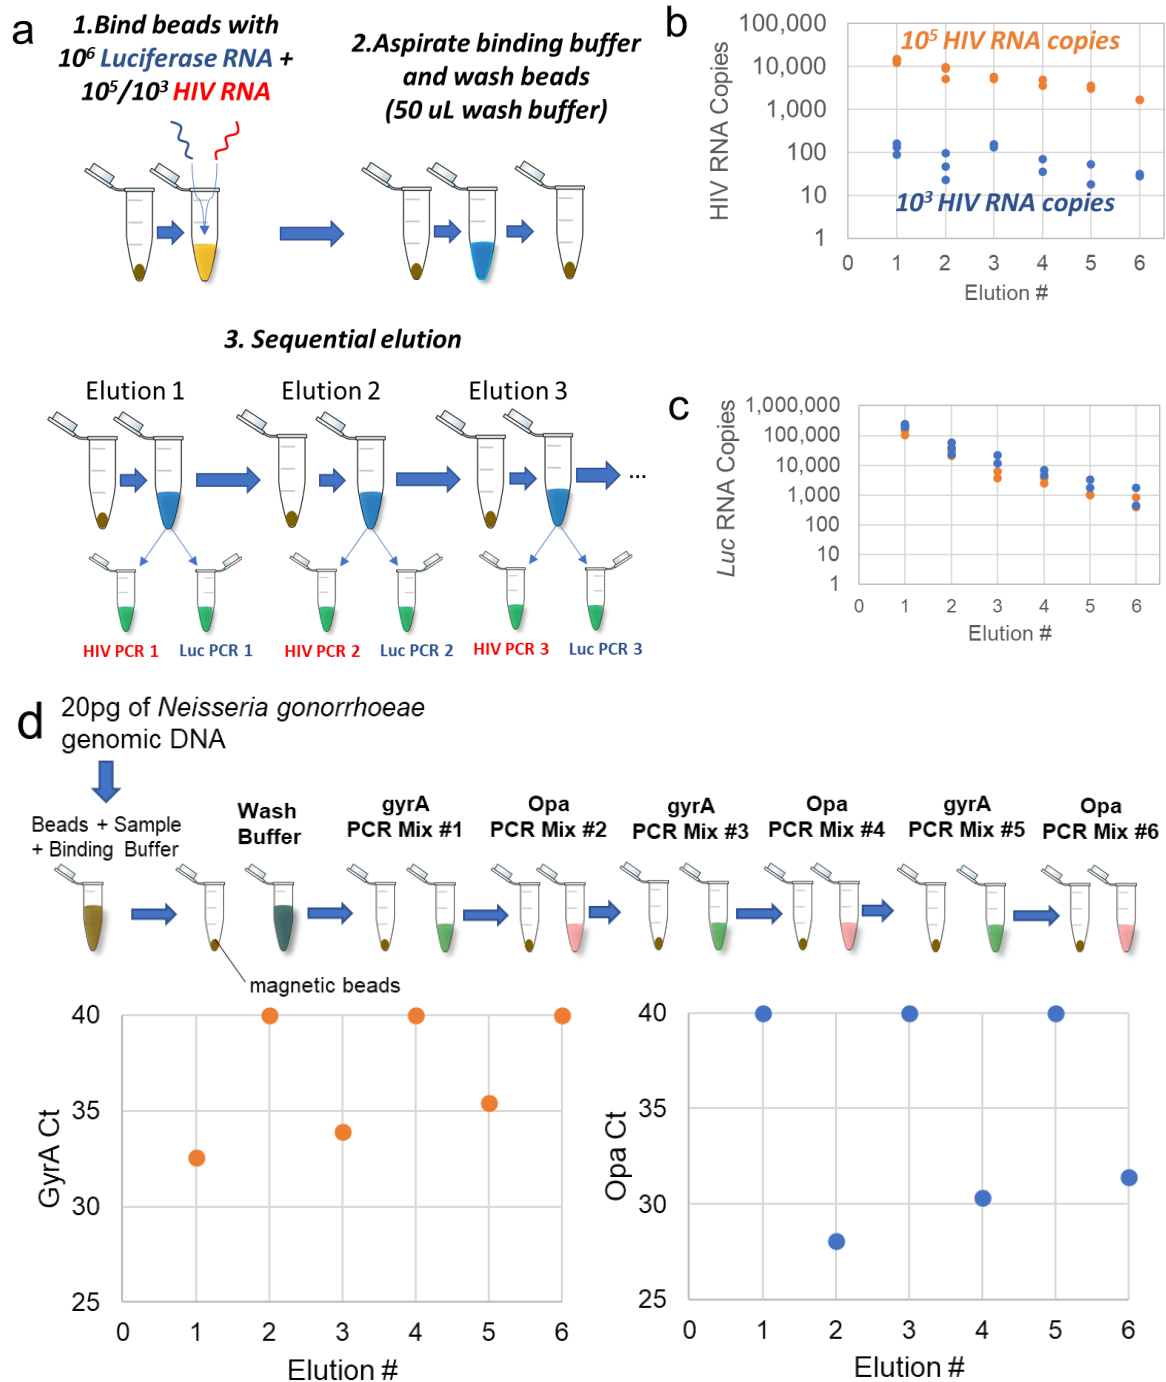 a
1.Bind beads with
10⁶ Luciferase RNA +
10⁵/10³ HIV RNA
2.Aspirate binding buffer
and wash beads
(50 uL wash buffer)
3. Sequential elution
Elution 1
Elution 2
Elution 3
...
HIV PCR 1
Luc PCR 1
HIV PCR 2
Luc PCR 2
HIV PCR 3
Luc PCR 3
b
HIV RNA Copies
100,000
10,000
1,000
100
10
1
10⁵ HIV RNA copies
10³ HIV RNA copies
0 1 2 3 4 5 6
Elution #
c
Luc RNA Copies
1,000,000
100,000
10,000
1,000
100
10
1
0 1 2 3 4 5 6
Elution #
d
20pg of Neisseria gonorrhoeae
genomic DNA
Beads + Sample
+ Binding Buffer
Wash
Buffer
gyrA
PCR Mix #1
Opa
PCR Mix #2
gyrA
PCR Mix #3
Opa
PCR Mix #4
gyrA
PCR Mix #5
Opa
PCR Mix #6
magnetic beads
GyrA Ct
40
35
30
25
0 1 2 3 4 5 6
Elution #
Opa Ct
40
35
30
25
0 1 2 3 4 5 6
Elution #